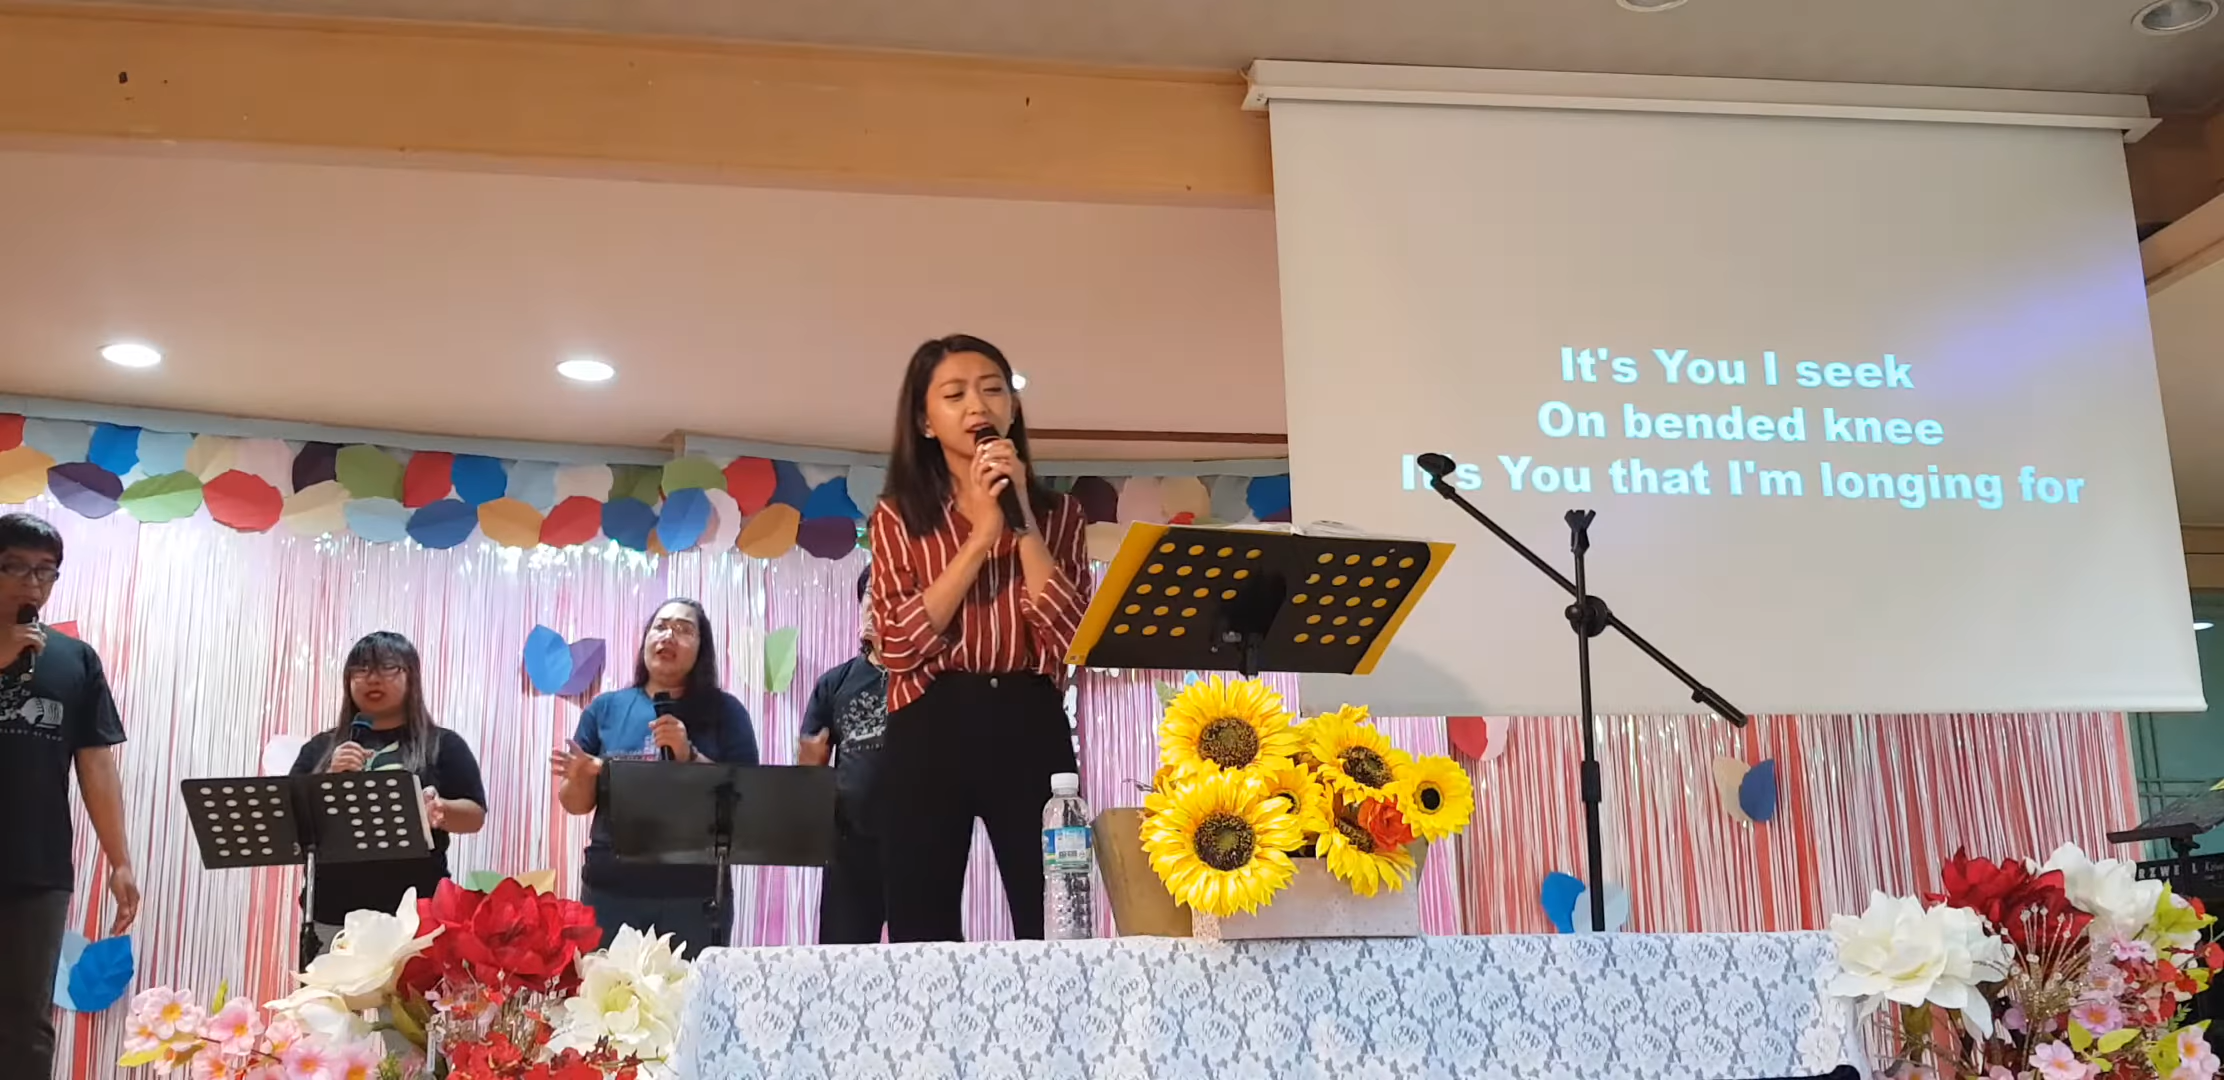 It's You I seek
On bended knee
It's You that I'm longing for